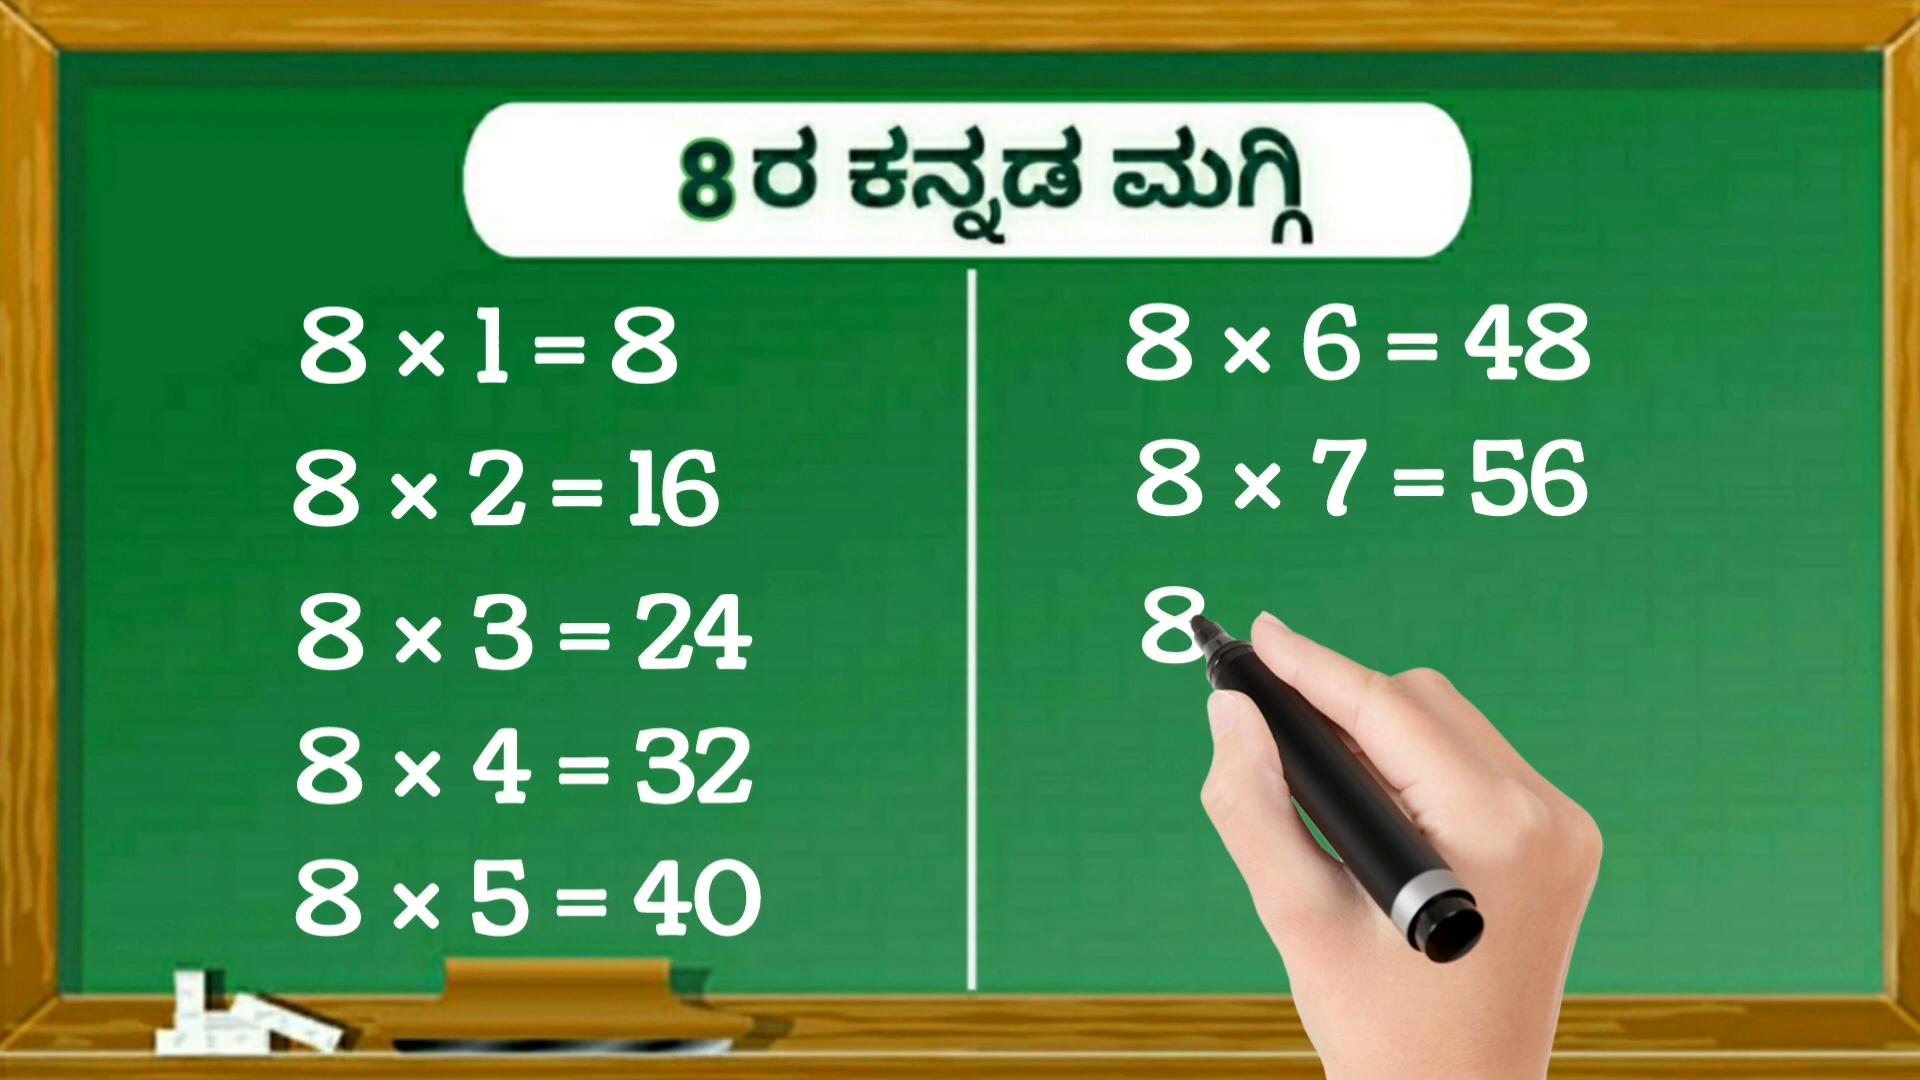 8ರ ಕನ್ನಡ ಮಗ್ಗಿ
8 × 1 = 8
8 × 2 = 16
8 × 3 = 24
8 × 4 = 32
8 × 5 = 40
8 × 6 = 48
8 × 7 = 56
8